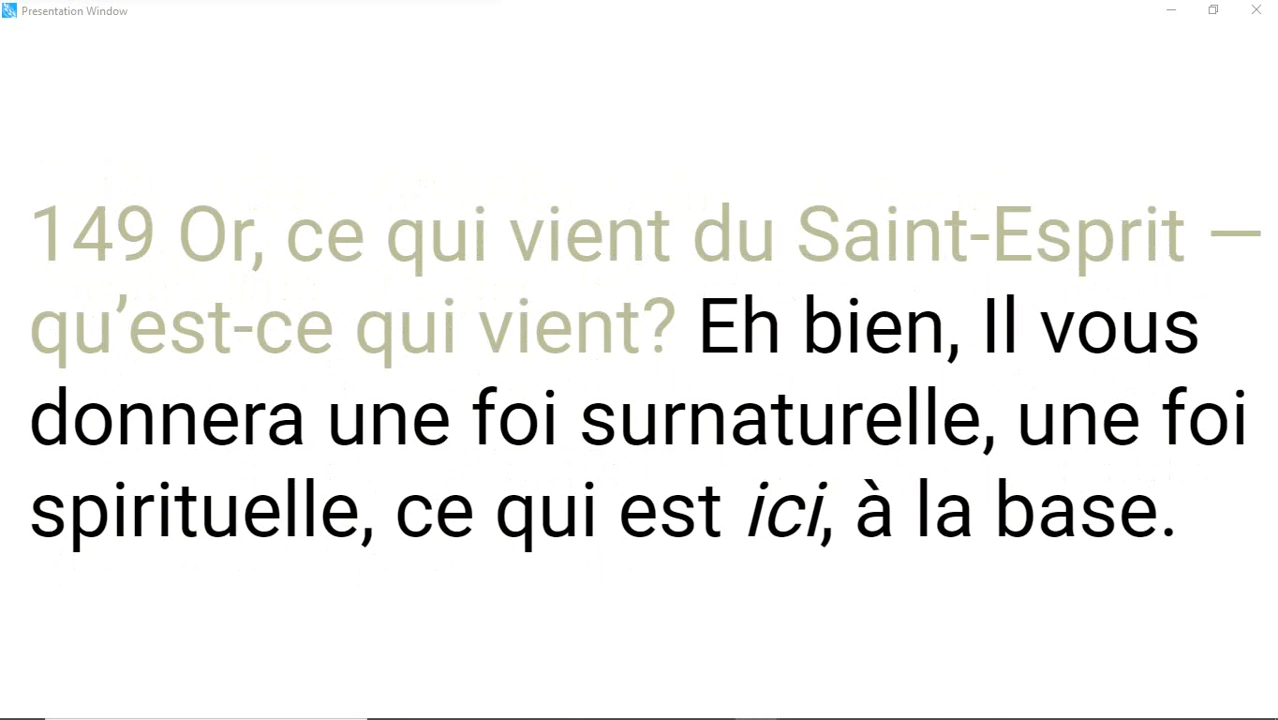 Presentation Window
149 Or, ce qui vient du Saint-Esprit —
qu’est-ce qui vient? Eh bien, Il vous
donnera une foi surnaturelle, une foi
spirituelle, ce qui est ici, à la base.